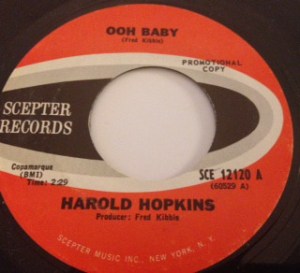 OOH BABY
(Fred Kibble)
PROMOTIONAL
COPY
SCEPTER
RECORDS
Copamarque
(BMI)
Time: 2:29
SCE 12120 A
(60529 A)
HAROLD HOPKINS
Producer: Fred Kibble
SCEPTER MUSIC INC., NEW YORK, N. Y.